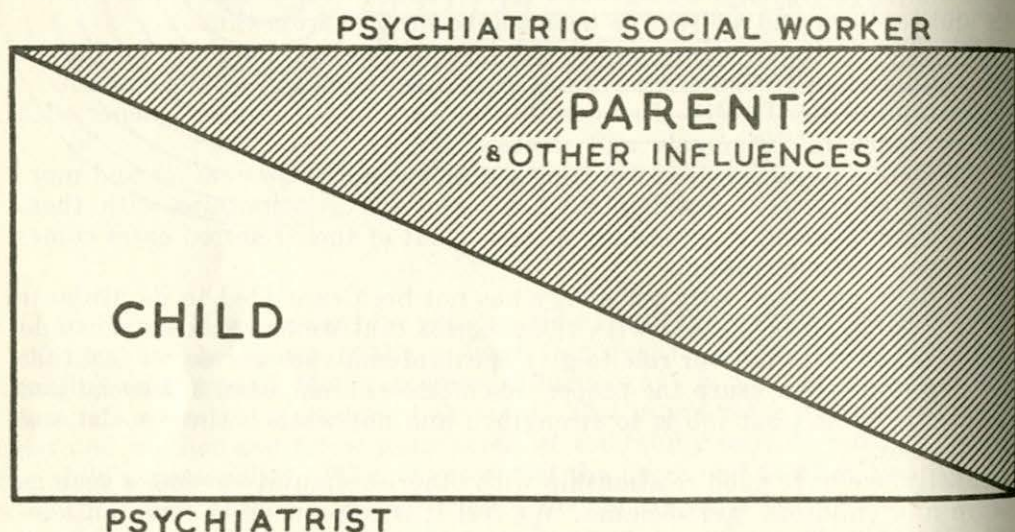 PSYCHIATRIC SOCIAL WORKER
PARENT
& OTHER INFLUENCES
CHILD
PSYCHIATRIST